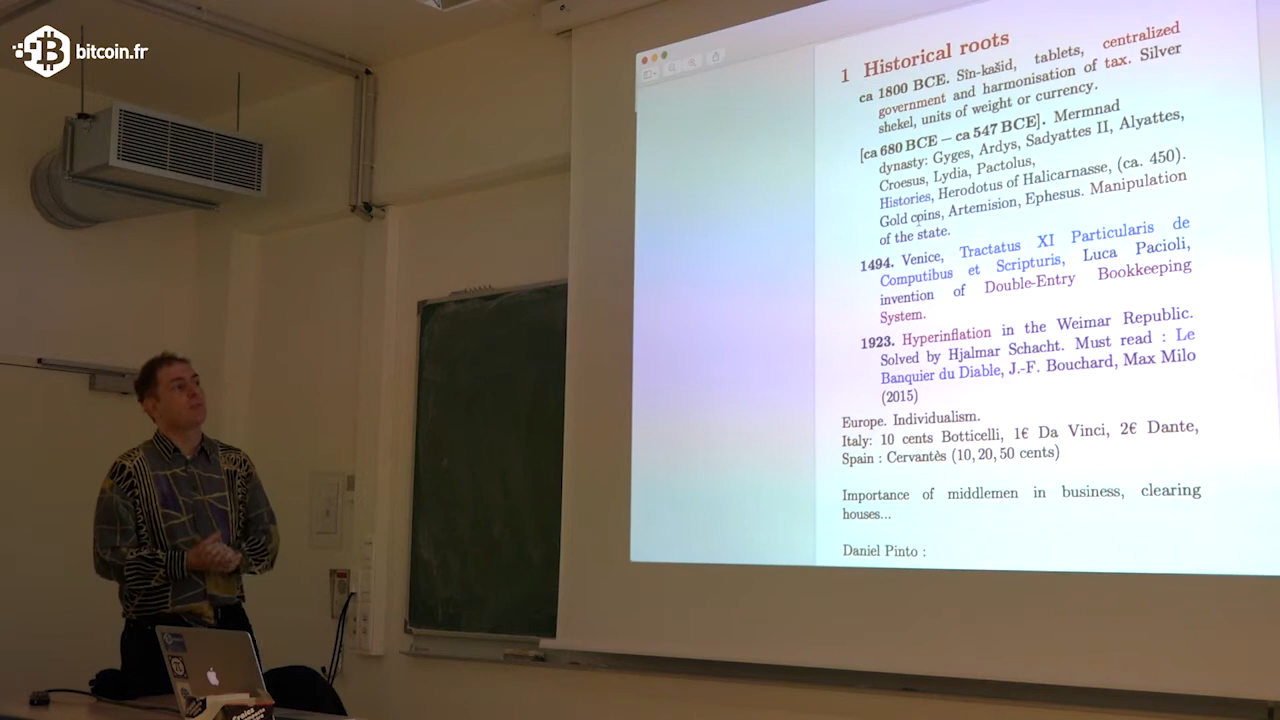 bitcoin.fr
1 Historical roots
ca 1800 BCE. Sîn-kašid, tablets, centralized
government and harmonisation of tax. Silver
shekel, units of weight or currency.
[ca 680 BCE – ca 547 BCE]. Mermnad
dynasty: Gyges, Ardys, Sadyattes II, Alyattes,
Croesus, Lydia, Pactolus,
Histories, Herodotus of Halicarnasse, (ca. 450).
Gold coins, Artemision, Ephesus. Manipulation
of the state.
1494. Venice, Tractatus XI Particularis de
Computibus et Scripturis, Luca Pacioli,
invention of Double-Entry Bookkeeping
System.
1923. Hyperinflation in the Weimar Republic.
Solved by Hjalmar Schacht. Must read : Le
Banquier du Diable, J.-F. Bouchard, Max Milo
(2015)
Europe. Individualism.
Italy: 10 cents Botticelli, 1€ Da Vinci, 2€ Dante,
Spain : Cervantès (10, 20, 50 cents)
Importance of middlemen in business, clearing
houses...
Daniel Pinto :